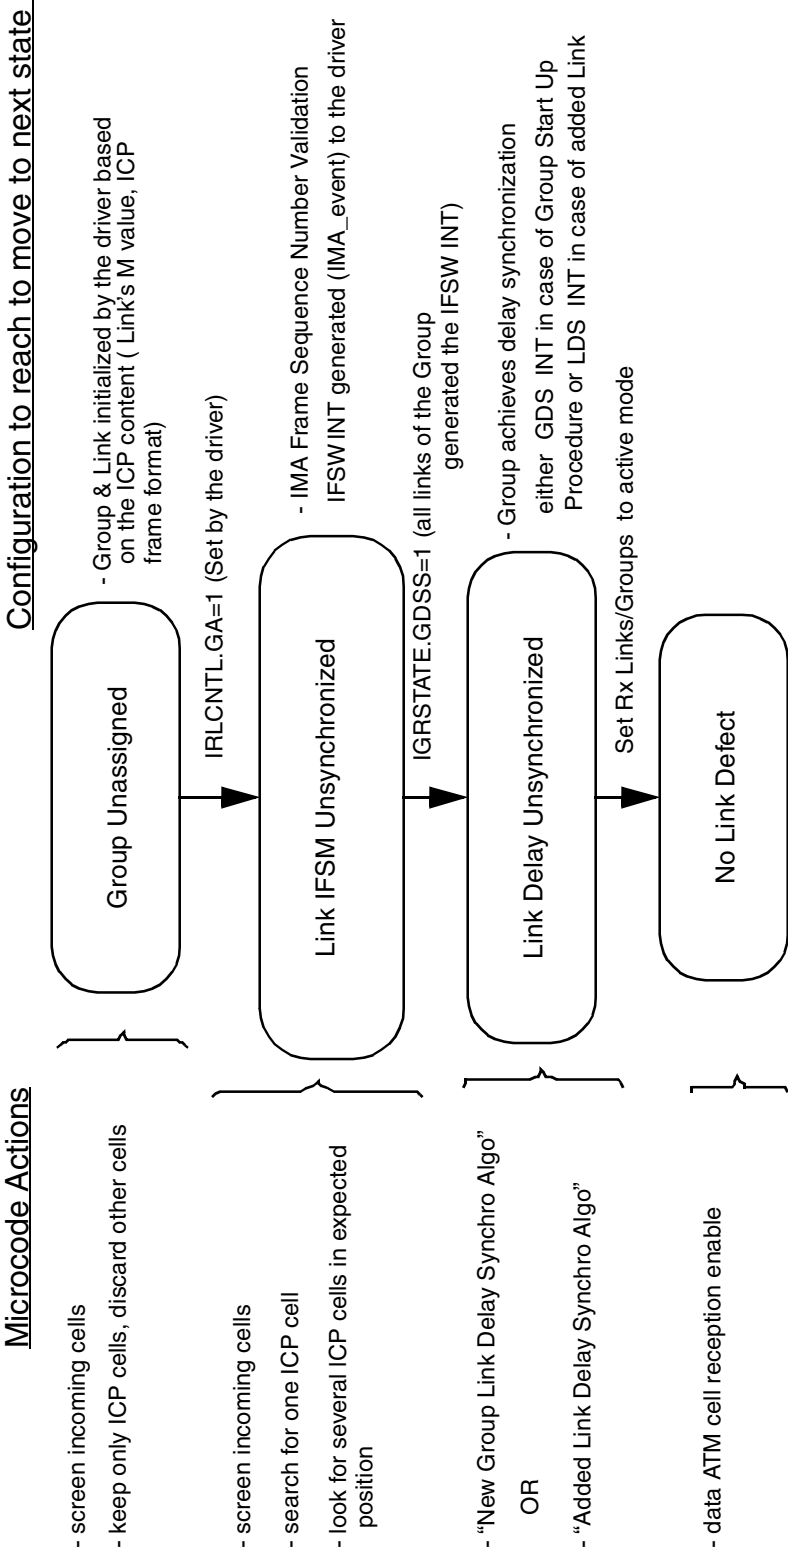 Microcode Actions
Configuration to reach to move to next state
- screen incoming cells
- keep only ICP cells, discard other cells
Group Unassigned
- Group & Link initialized by the driver based
on the ICP content ( Link's M value, ICP
frame format)
IRLCNTL.GA=1 (Set by the driver)
- screen incoming cells
- search for one ICP cell
- look for several ICP cells in expected
position
Link IFSM Unsynchronized
- IMA Frame Sequence Number Validation
IFSWINT generated (IMA_event) to the driver
IGRSTATE.GDSS=1 (all links of the Group
generated the IFSW INT)
- “New Group Link Delay Synchro Algo”
OR
- “Added Link Delay Synchro Algo”
Link Delay Unsynchronized
- Group achieves delay synchronization
either GDS INT in case of Group Start Up
Procedure or LDS INT in case of added Link
Set Rx Links/Groups to active mode
- data ATM cell reception enable
No Link Defect